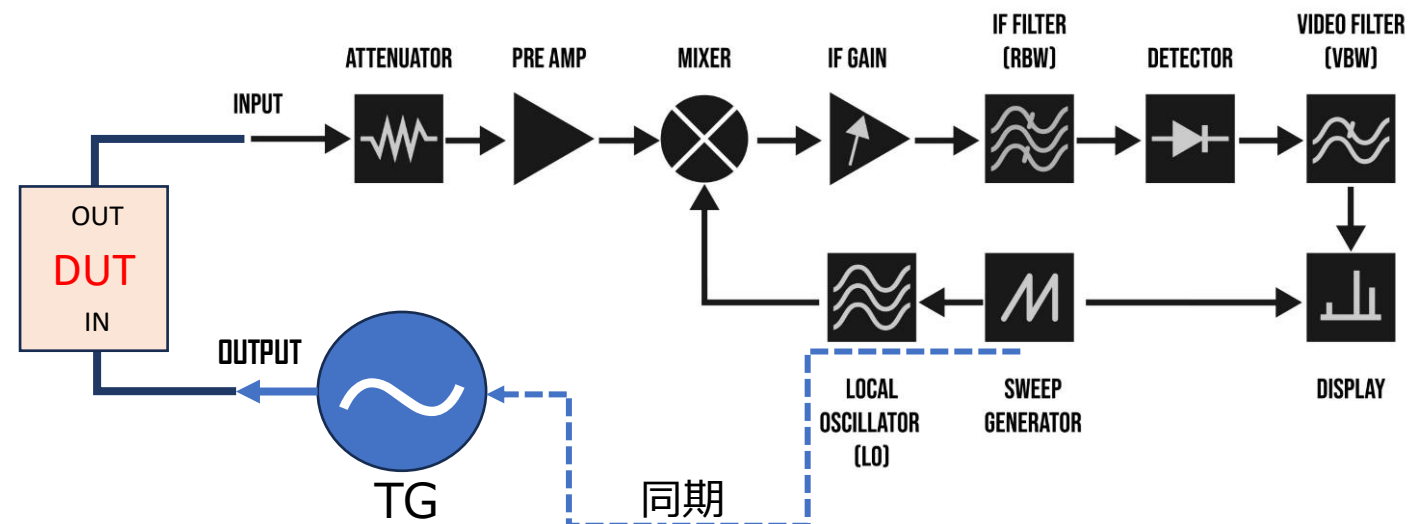 ATTENUATOR
PRE AMP
MIXER
IF GAIN
IF FILTER
(RBW)
DETECTOR
VIDEO FILTER
(VBW)
INPUT
OUT
DUT
IN
OUTPUT
TG
同期
LOCAL
OSCILLATOR
(LO)
SWEEP
GENERATOR
DISPLAY